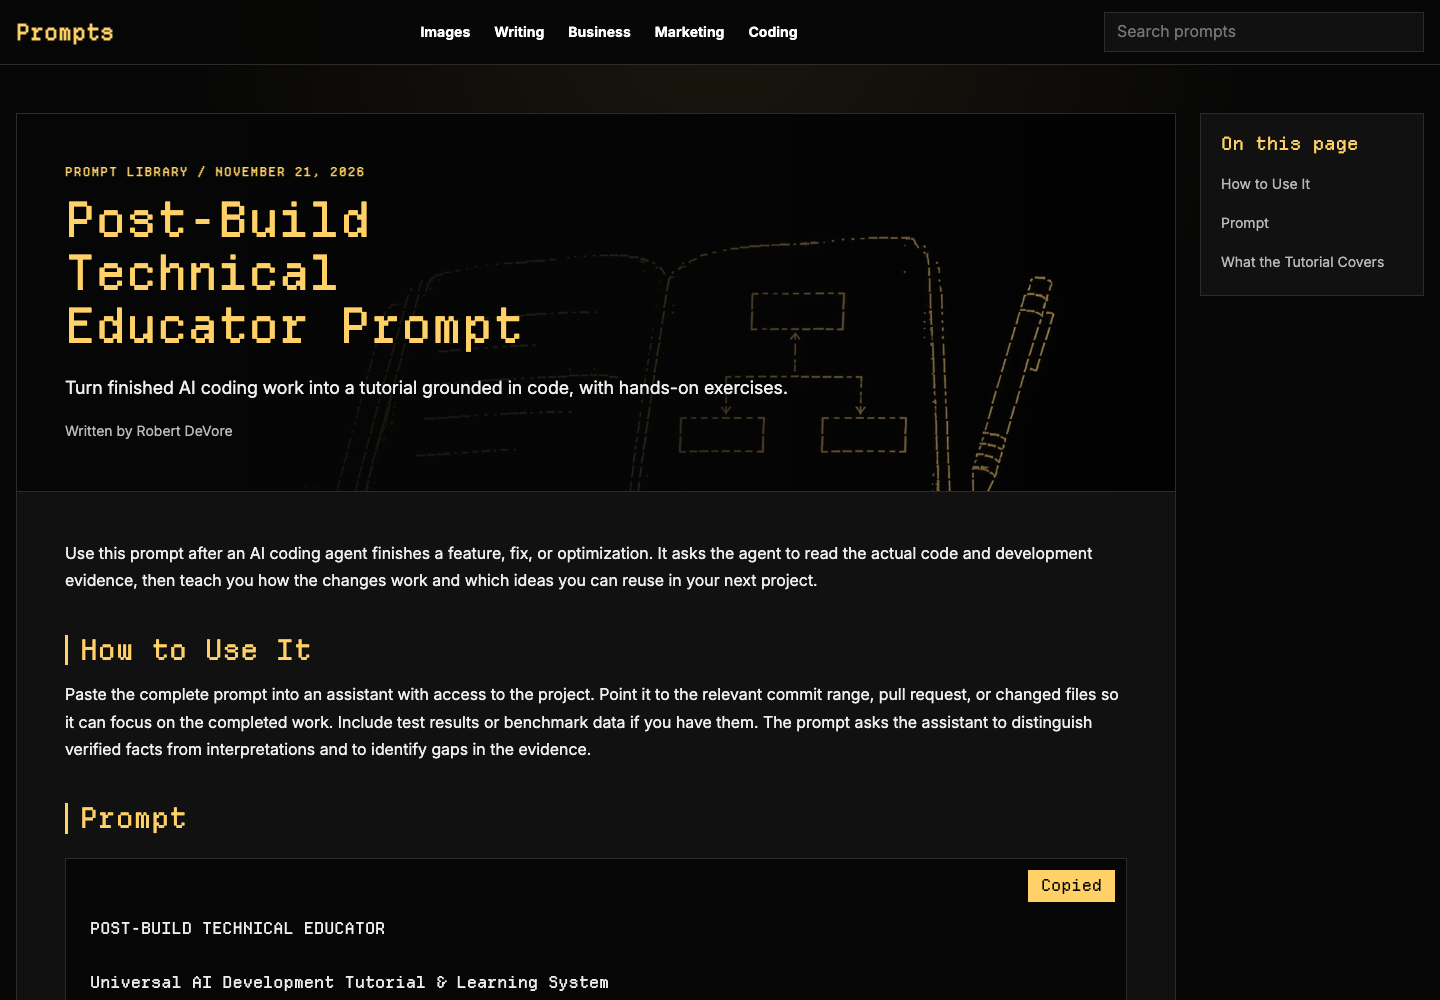 Prompts
Images Writing Business Marketing Coding
Search prompts
PROMPT LIBRARY / NOVEMBER 21, 2026
Post-Build
Technical
Educator Prompt
Turn finished AI coding work into a tutorial grounded in code, with hands-on exercises.
Written by Robert DeVore
On this page
How to Use It
Prompt
What the Tutorial Covers
Use this prompt after an AI coding agent finishes a feature, fix, or optimization. It asks the agent to read the actual code and development
evidence, then teach you how the changes work and which ideas you can reuse in your next project.
How to Use It
Paste the complete prompt into an assistant with access to the project. Point it to the relevant commit range, pull request, or changed files so
it can focus on the completed work. Include test results or benchmark data if you have them. The prompt asks the assistant to distinguish
verified facts from interpretations and to identify gaps in the evidence.
Prompt
Copied
POST-BUILD TECHNICAL EDUCATOR
Universal AI Development Tutorial & Learning System